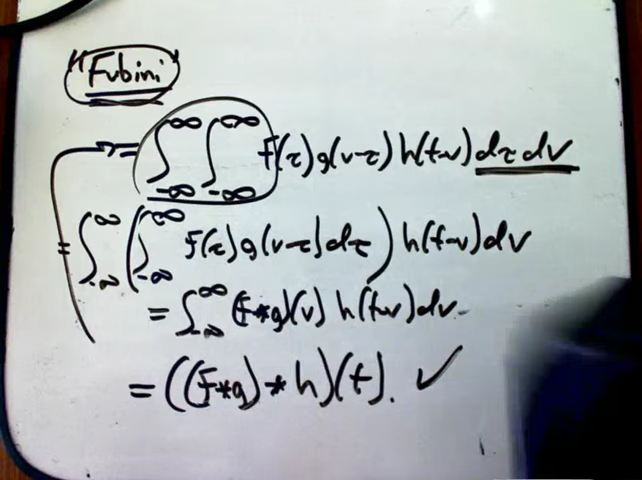 "Fubini"
= ∫_{-∞}^{∞} ∫_{-∞}^{∞} f(τ) g(v-τ) h(t-v) dτ dv
= ∫_{-∞}^{∞} ( ∫_{-∞}^{∞} f(τ) g(v-τ) dτ ) h(t-v) dv
= ∫_{-∞}^{∞} (f*g)(v) h(t-v) dv
= ((f*g)*h)(t). ✓